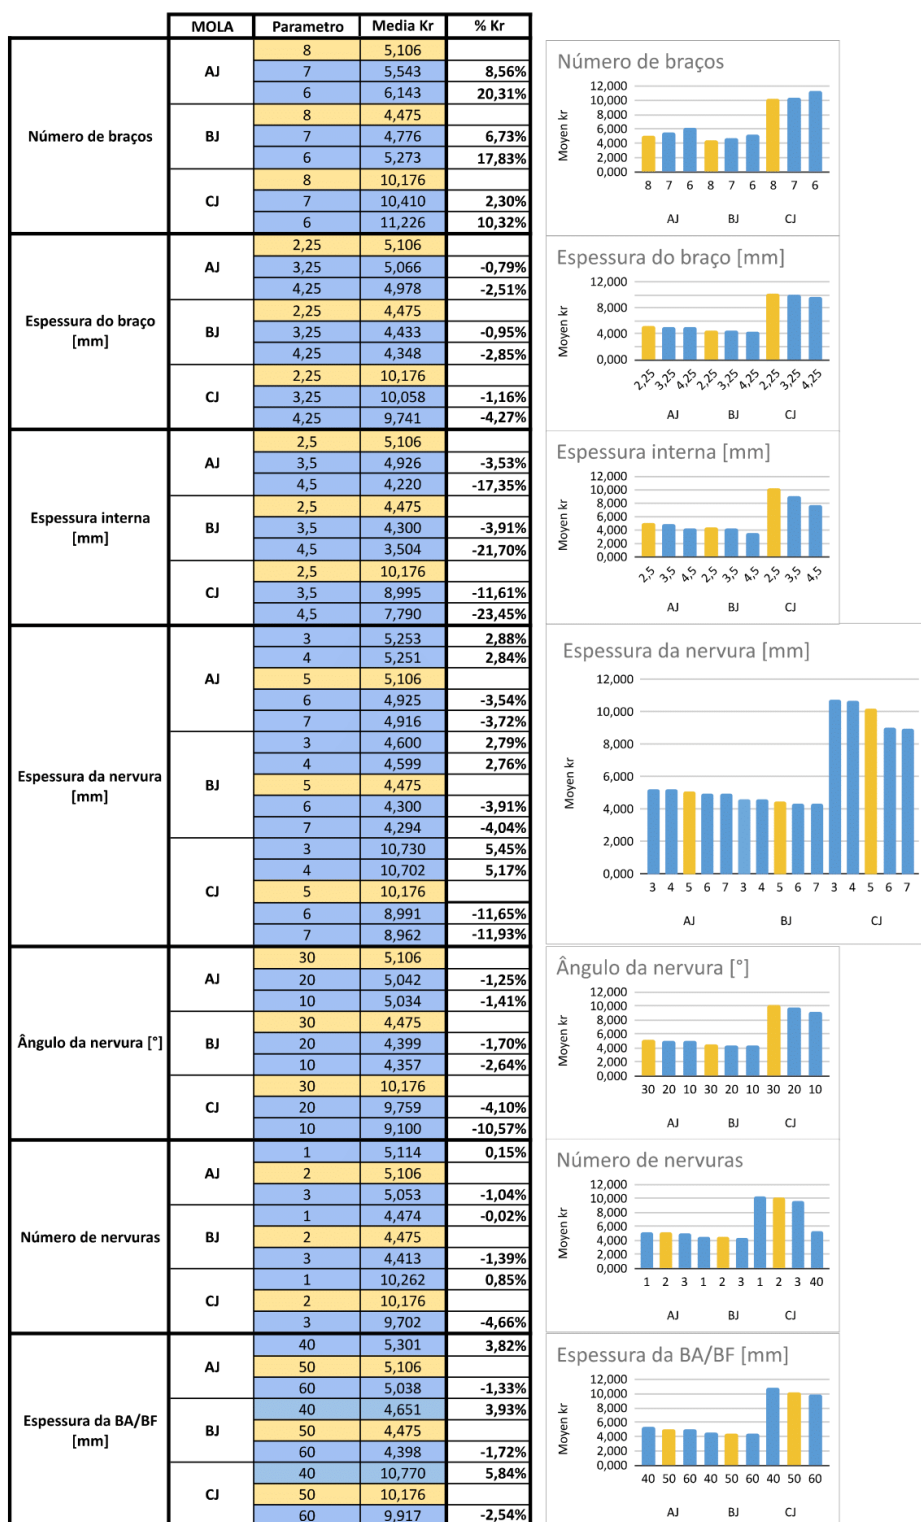 MOLA Parametro Media Kr % Kr
Número de braços
AJ
8 5,106
7 5,543 8,56%
6 6,143 20,31%
BJ
8 4,475
7 4,776 6,73%
6 5,273 17,83%
CJ
8 10,176
7 10,410 2,30%
6 11,226 10,32%
Espessura do braço
[mm]
AJ
2,25 5,106
3,25 5,066 -0,79%
4,25 4,978 -2,51%
BJ
2,25 4,475
3,25 4,433 -0,95%
4,25 4,348 -2,85%
CJ
2,25 10,176
3,25 10,058 -1,16%
4,25 9,741 -4,27%
Espessura interna
[mm]
AJ
2,5 5,106
3,5 4,926 -3,53%
4,5 4,220 -17,35%
BJ
2,5 4,475
3,5 4,300 -3,91%
4,5 3,504 -21,70%
CJ
2,5 10,176
3,5 8,995 -11,61%
4,5 7,790 -23,45%
Espessura da nervura
[mm]
AJ
3 5,253 2,88%
4 5,251 2,84%
5 5,106
6 4,925 -3,54%
7 4,916 -3,72%
BJ
3 4,600 2,79%
4 4,599 2,76%
5 4,475
6 4,300 -3,91%
7 4,294 -4,04%
CJ
3 10,730 5,45%
4 10,702 5,17%
5 10,176
6 8,991 -11,65%
7 8,962 -11,93%
Ângulo da nervura [°]
AJ
30 5,106
20 5,042 -1,25%
10 5,034 -1,41%
BJ
30 4,475
20 4,399 -1,70%
10 4,357 -2,64%
CJ
30 10,176
20 9,759 -4,10%
10 9,100 -10,57%
Número de nervuras
AJ
1 5,114 0,15%
2 5,106
3 5,053 -1,04%
BJ
1 4,474 -0,02%
2 4,475
3 4,413 -1,39%
CJ
1 10,262 0,85%
2 10,176
3 9,702 -4,66%
Espessura da BA/BF
[mm]
AJ
40 5,301 3,82%
50 5,106
60 5,038 -1,33%
BJ
40 4,651 3,93%
50 4,475
60 4,398 -1,72%
CJ
40 10,770 5,84%
50 10,176
60 9,917 -2,54%
Número de braços
Moyen kr
12,000
10,000
8,000
6,000
4,000
2,000
0,000
8 7 6 8 7 6 8 7 6
AJ BJ CJ
Espessura do braço [mm]
Moyen kr
12,000
8,000
4,000
0,000
2,25 3,25 4,25 2,25 3,25 4,25 2,25 3,25 4,25
AJ BJ CJ
Espessura interna [mm]
Moyen kr
12,000
10,000
8,000
6,000
4,000
2,000
0,000
2,5 3,5 4,5 2,5 3,5 4,5 2,5 3,5 4,5
AJ BJ CJ
Espessura da nervura [mm]
Moyen kr
12,000
10,000
8,000
6,000
4,000
2,000
0,000
3 4 5 6 7 3 4 5 6 7 3 4 5 6 7
AJ BJ CJ
Ângulo da nervura [°]
Moyen kr
12,000
10,000
8,000
6,000
4,000
2,000
0,000
30 20 10 30 20 10 30 20 10
AJ BJ CJ
Número de nervuras
Moyen kr
12,000
10,000
8,000
6,000
4,000
2,000
0,000
1 2 3 1 2 3 1 2 3 40
AJ BJ CJ
Espessura da BA/BF [mm]
Moyen kr
12,000
10,000
8,000
6,000
4,000
2,000
0,000
40 50 60 40 50 60 40 50 60
AJ BJ CJ